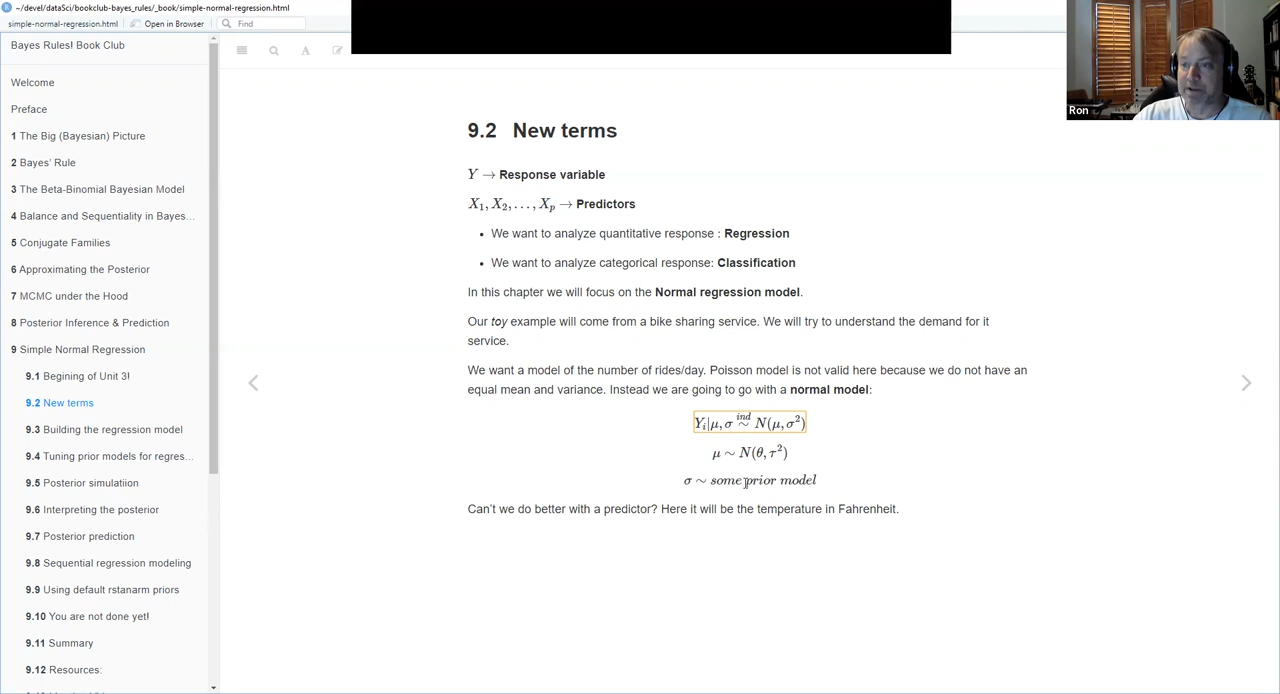 ~/devel/dataSci/bookclub-bayes_rules/_book/simple-normal-regression.html
simple-normal-regression.html Open in Browser Find
Bayes Rules! Book Club
Welcome
Preface
1 The Big (Bayesian) Picture
2 Bayes' Rule
3 The Beta-Binomial Bayesian Model
4 Balance and Sequentiality in Bayes...
5 Conjugate Families
6 Approximating the Posterior
7 MCMC under the Hood
8 Posterior Inference & Prediction
9 Simple Normal Regression
9.1 Begining of Unit 3!
9.2 New terms
9.3 Building the regression model
9.4 Tuning prior models for regres...
9.5 Posterior simulatiion
9.6 Interpreting the posterior
9.7 Posterior prediction
9.8 Sequential regression modeling
9.9 Using default rstanarm priors
9.10 You are not done yet!
9.11 Summary
9.12 Resources:
A
Ron
9.2 New terms
Y → Response variable
X₁, X₂, …, Xₚ → Predictors
• We want to analyze quantitative response : Regression
• We want to analyze categorical response: Classification
In this chapter we will focus on the Normal regression model.
Our toy example will come from a bike sharing service. We will try to understand the demand for it
service.
We want a model of the number of rides/day. Poisson model is not valid here because we do not have an
equal mean and variance. Instead we are going to go with a normal model:
Yᵢ|μ, σ ind ∼ N(μ, σ²)
μ ∼ N(θ, τ²)
σ ∼ some prior model
Can't we do better with a predictor? Here it will be the temperature in Fahrenheit.